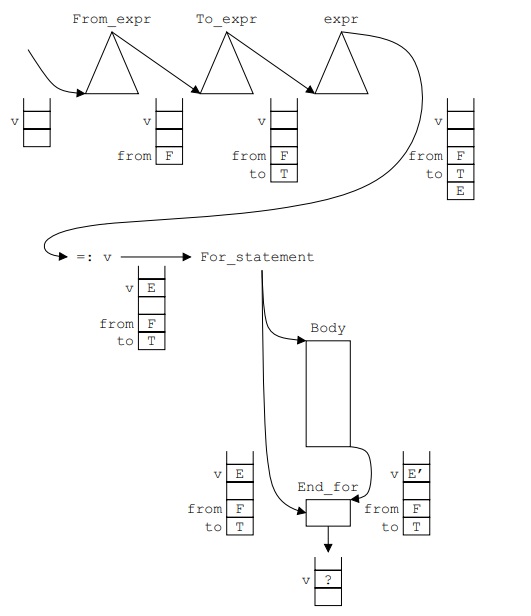 From_expr To_expr expr
v v v v
from F from F from F
to T to T
E
=: v For_statement
v E
from F
to T
Body
v E v E'
End_for
from F from F
to T to T
v ?